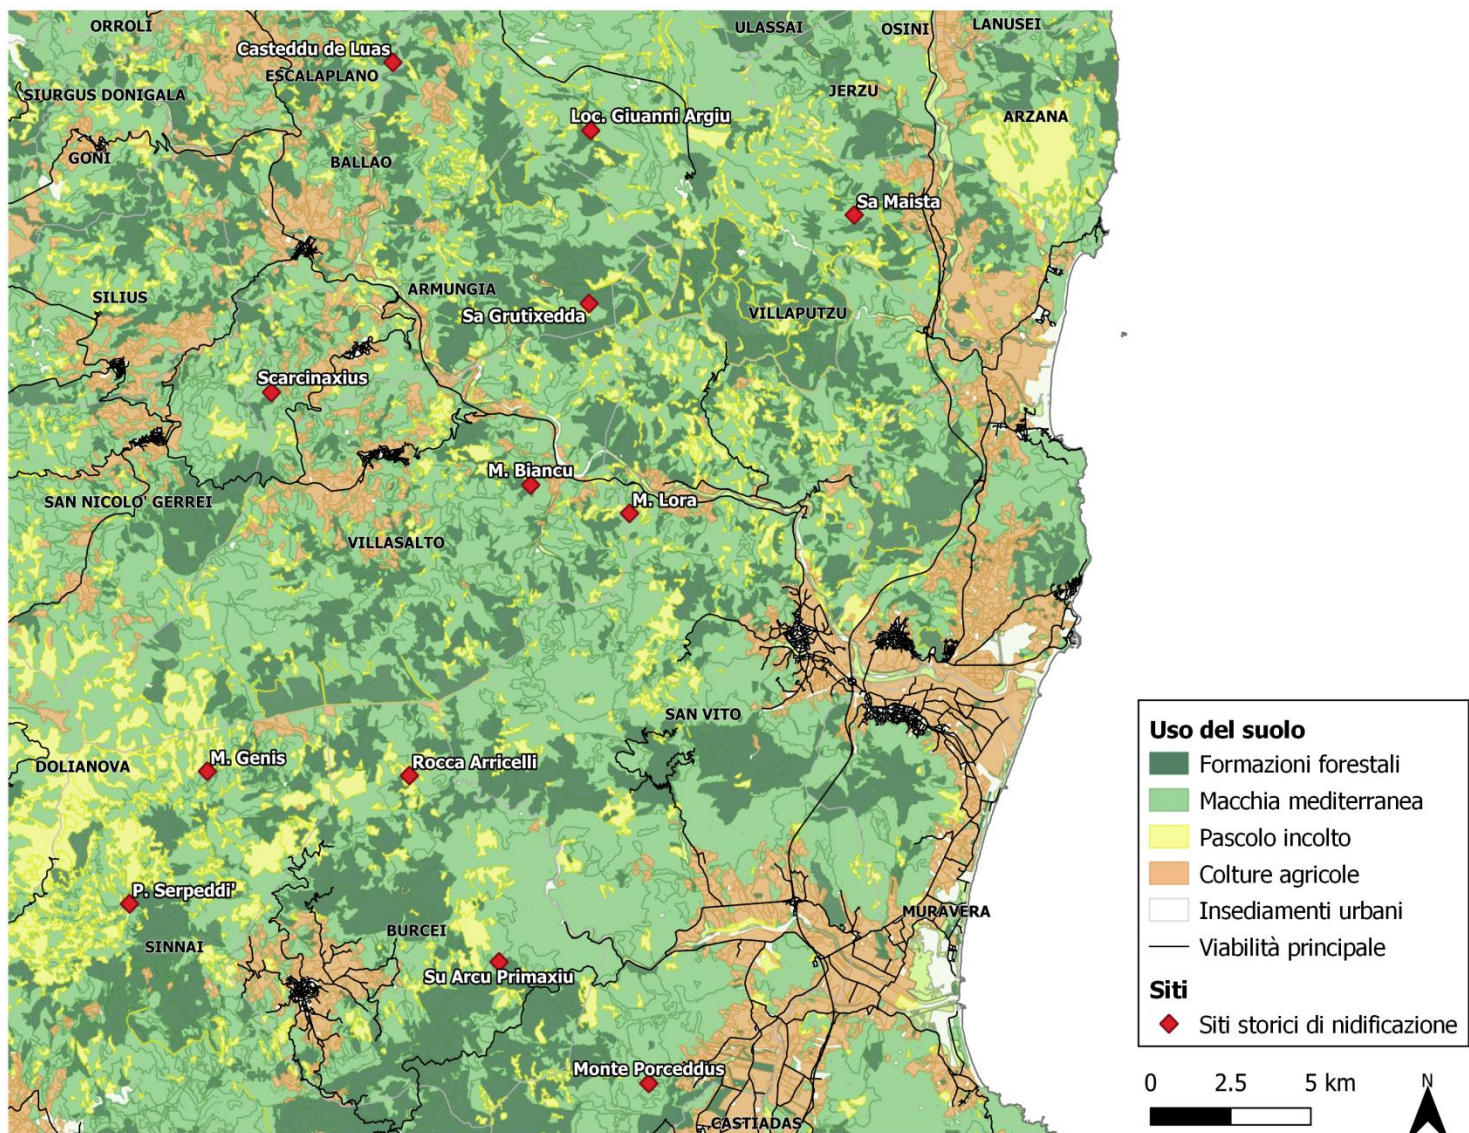 ORROLI
ULASSAI
OSINI
LANUSEI
Casteddu de Luas
ESCALAPLANO
SIURGUS DONIGALA
JERZU
Loc. Giuanni Argiu
ARZANA
GONI
BALLAO
Sa Maista
ARMUNGIA
SILIUS
Sa Grutixedda
VILLAPUTZU
Scarcinaxius
M. Biancu
SAN NICOLO' GERREI
M. Lora
VILLASALTO
SAN VITO
DOLIANOVA
M. Genis
Rocca Arricelli
P. Serpeddi'
MURAVERA
BURCEI
SINNAI
Su Arcu Primaxiu
Monte Porceddus
CASTIADAS
Uso del suolo
Formazioni forestali
Macchia mediterranea
Pascolo incolto
Colture agricole
Insediamenti urbani
Viabilità principale
Siti
Siti storici di nidificazione
0 2.5 5 km
N